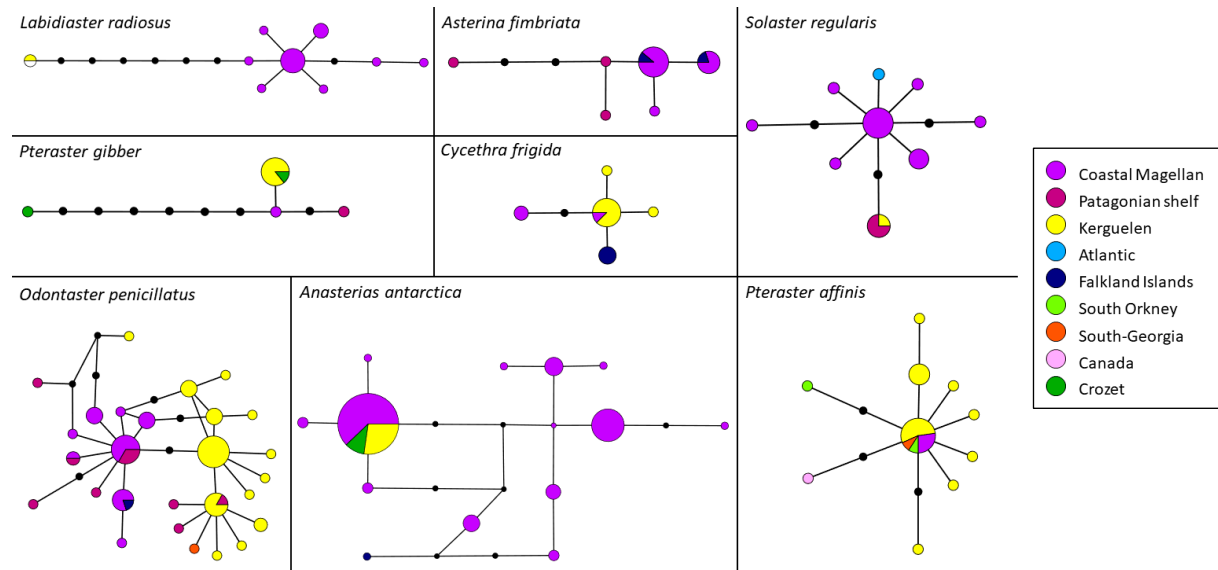 Labidiaster radiosus
Asterina fimbriata
Solaster regularis
Pteraster gibber
Cycethra frigida
Odontaster penicillatus
Anasterias antarctica
Pteraster affinis
Coastal Magellan
Patagonian shelf
Kerguelen
Atlantic
Falkland Islands
South Orkney
South-Georgia
Canada
Crozet